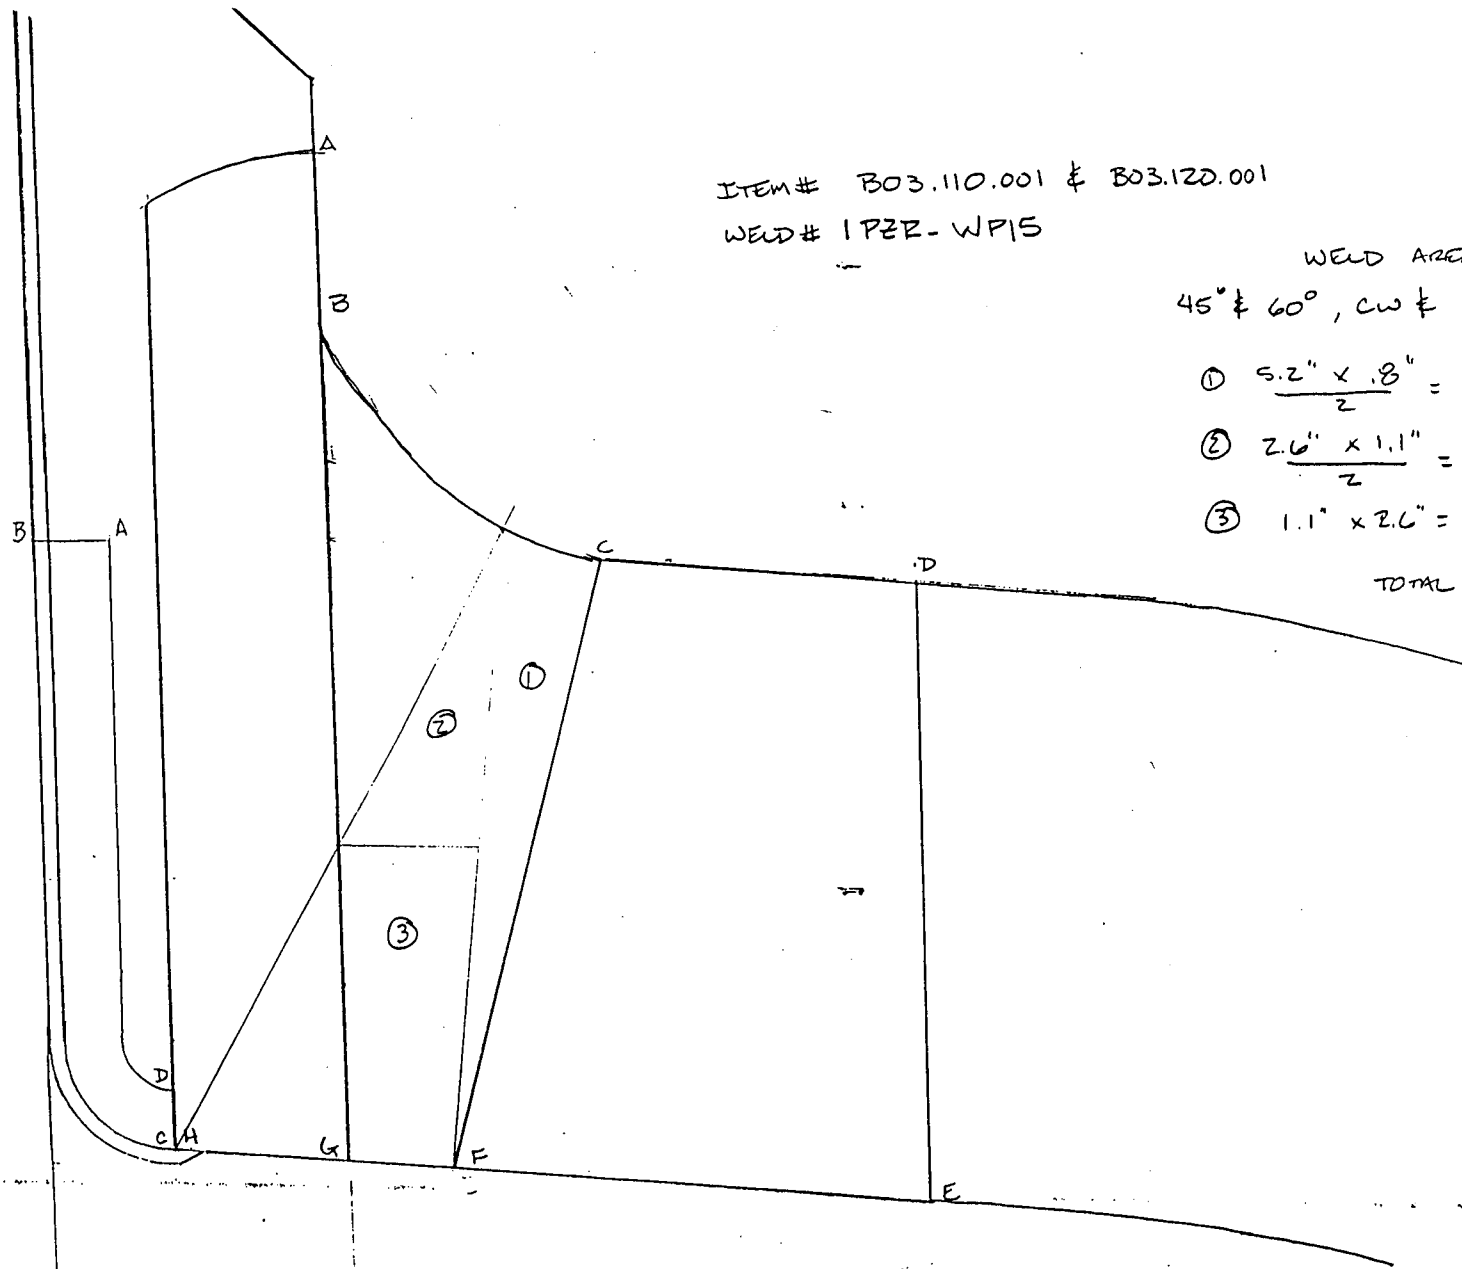 A
ITEM# B03.110.001 & B03.120.001
WELD# 1PZR-WP15
WELD AREA
B
45° & 60°, CW &
① 5.2" x .8" =
2
② 2.6" x 1.1" =
2
③ 1.1" x 2.6" =
B A
C
D
TOTAL
①
②
③
D
C H
G
F
E